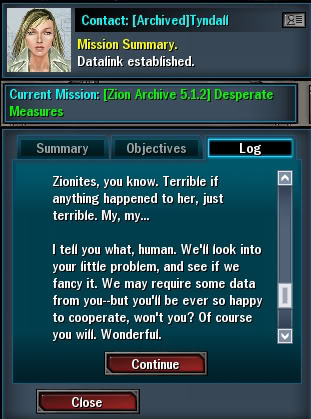 Contact: [Archived]Tyndall
Mission Summary.
Datalink established.
Current Mission: [Zion Archive 5.1.2] Desperate
Measures
Summary
Objectives
Log
Zionites, you know. Terrible if
anything happened to her, just
terrible. My, my...
I tell you what, human. We'll look into
your little problem, and see if we
fancy it. We may require some data
from you--but you'll be ever so happy
to cooperate, won't you? Of course
you will. Wonderful.
Continue
Close